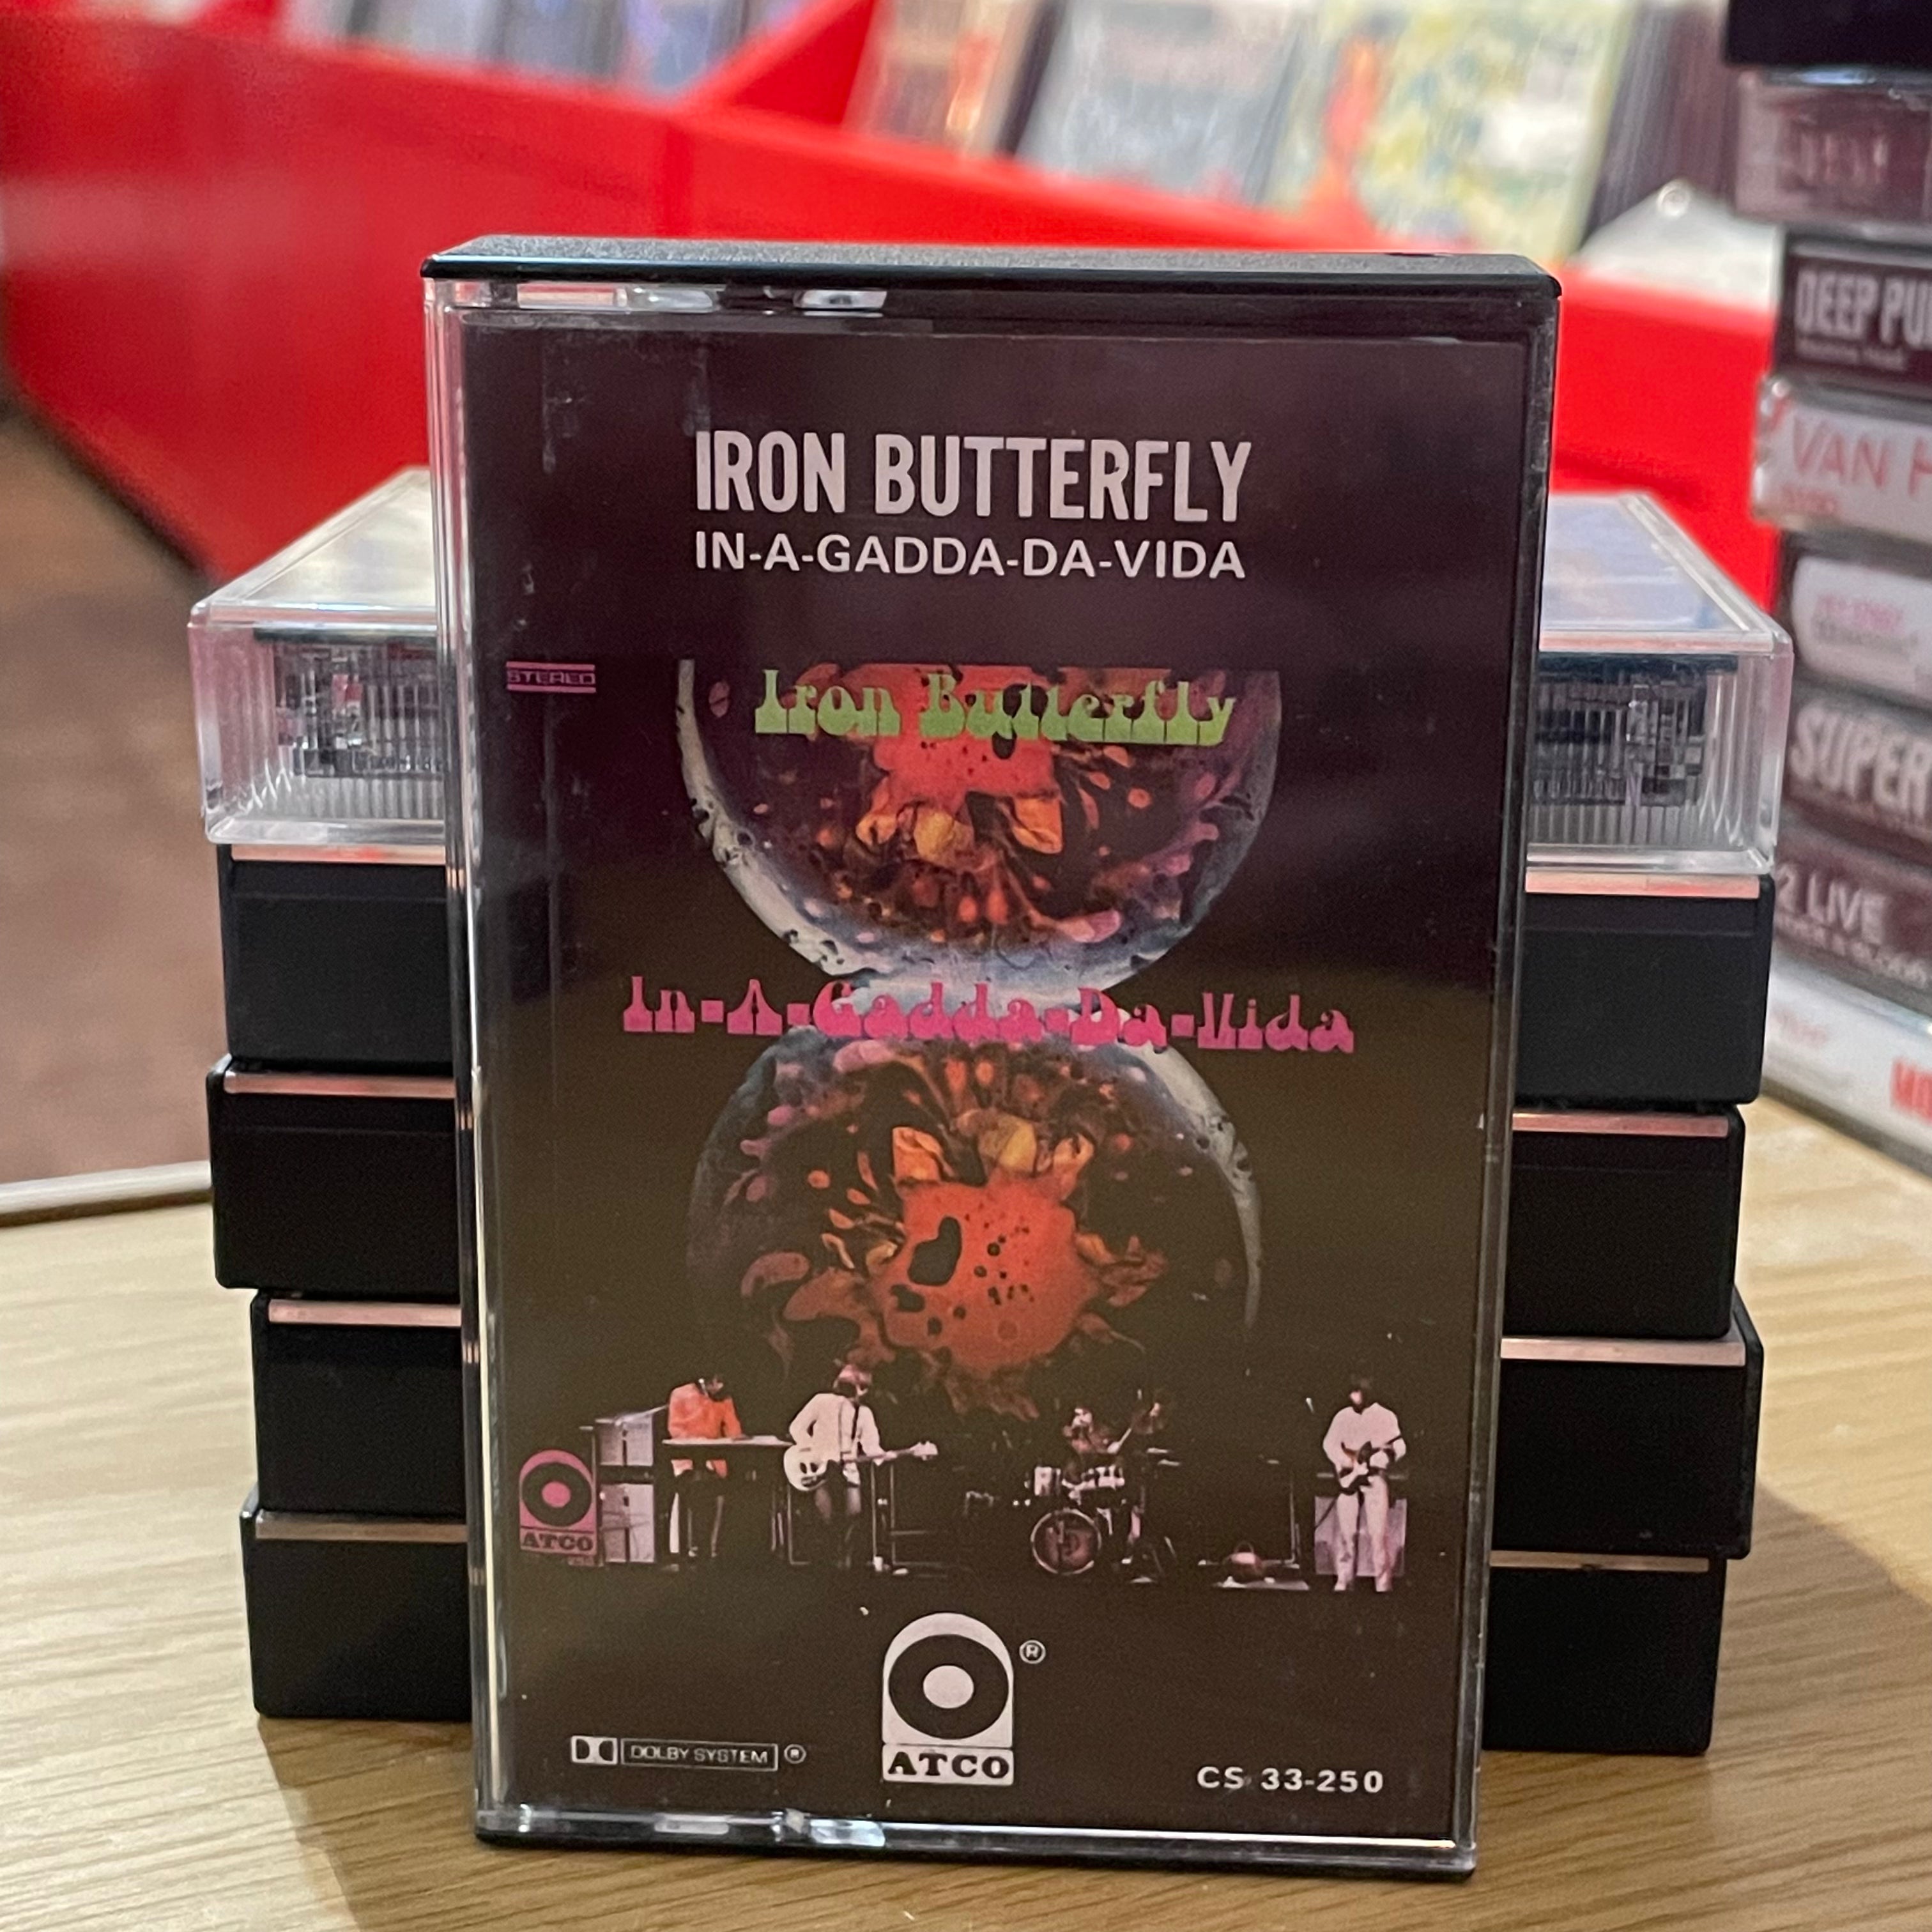 IRON BUTTERFLY
IN-A-GADDA-DA-VIDA
STEREO
Iron Butterfly
In-A-Gadda-Da-Vida
ATCO
®
ATCO
DOLBY SYSTEM ®
CS 33-250
DEEP PU
VAN H
SUPER
2 LIVE